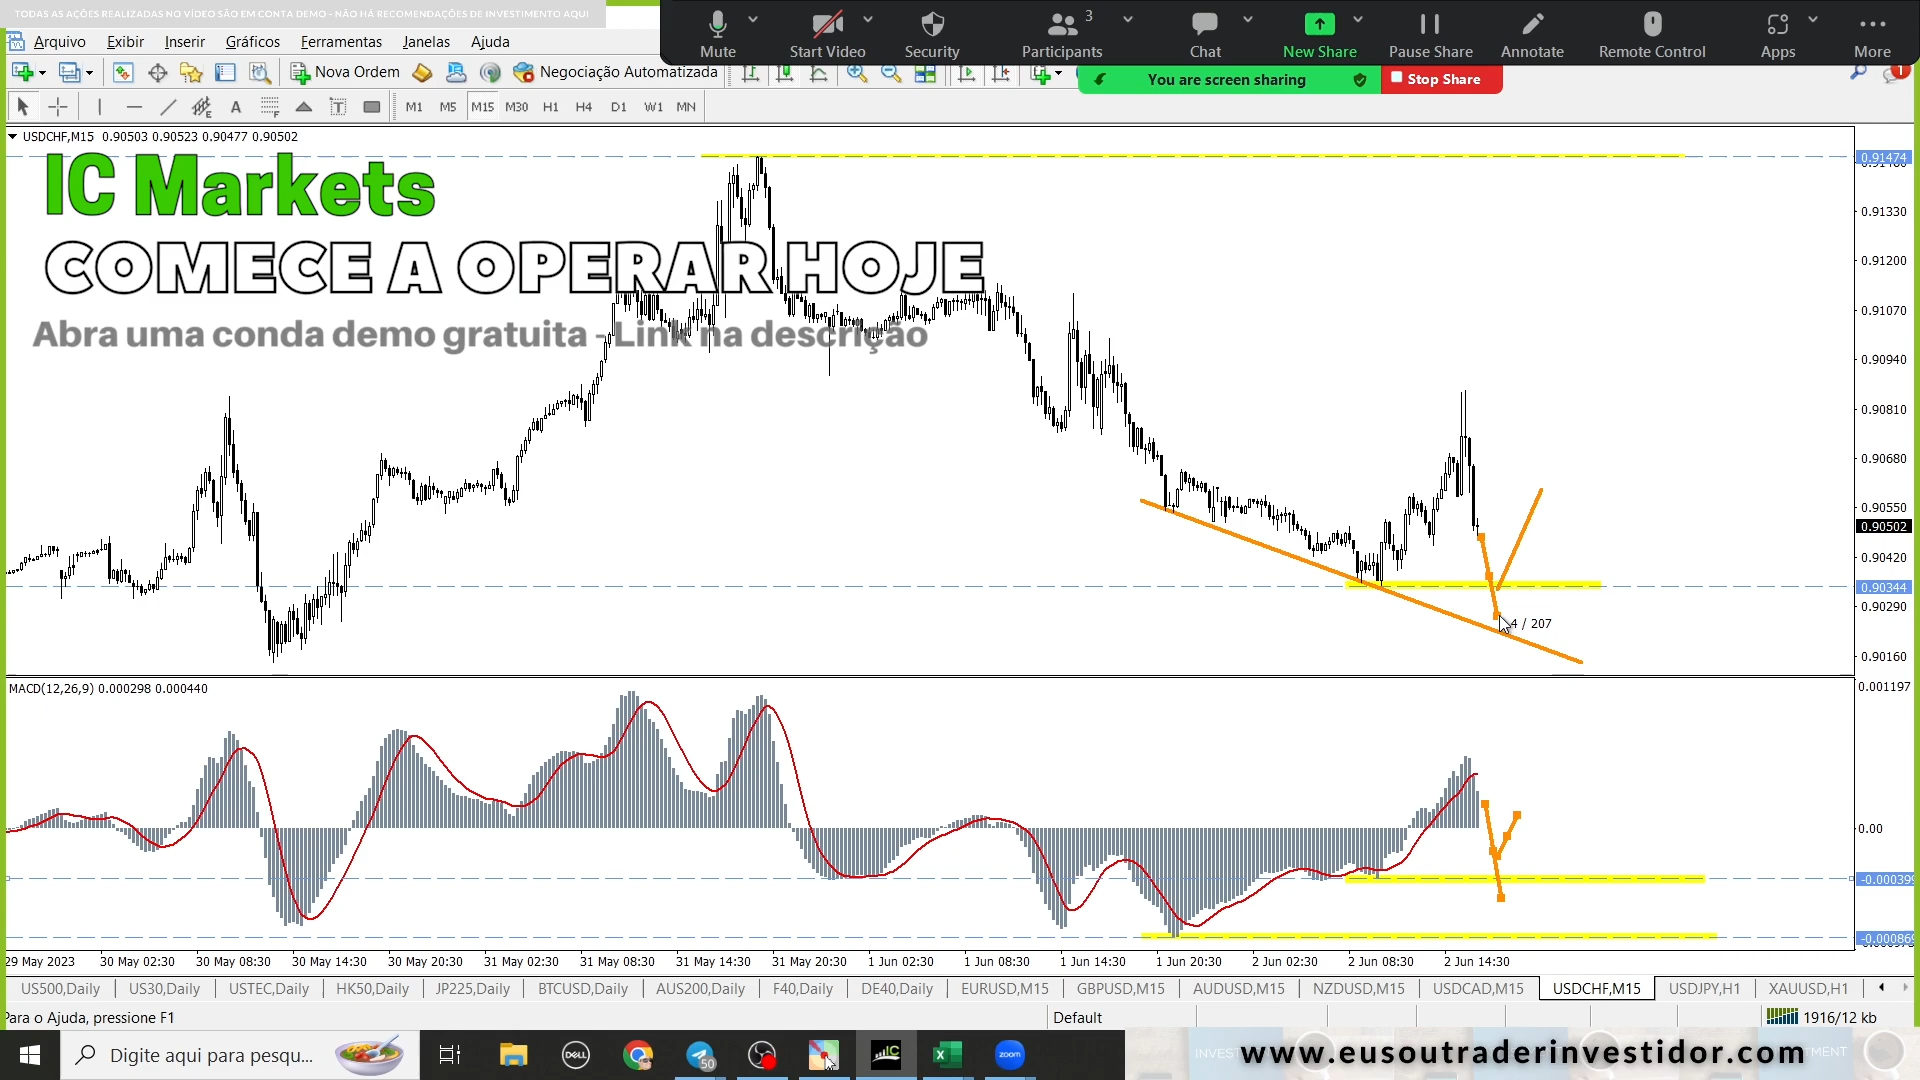 TODAS AS AÇÕES REALIZADAS NO VÍDEO SÃO EM CONTA DEMO - NÃO HÁ RECOMENDAÇÕES DE INVESTIMENTO AQUI
Mute
Start Video
Security
Participants
3
Chat
New Share
Pause Share
Annotate
Remote Control
Apps
More
You are screen sharing
Stop Share
Arquivo
Exibir
Inserir
Gráficos
Ferramentas
Janelas
Ajuda
Nova Ordem
Negociação Automatizada
1
A
T
E
F
M1
M5
M15
M30
H1
H4
D1
W1
MN
USDCHF,M15 0.90503 0.90523 0.90477 0.90502
IC Markets
COMECE A OPERAR HOJE
Abra uma conda demo gratuita - Link na descrição
0.91474
0.91330
0.91200
0.91070
0.90940
0.90810
0.90680
0.90550
0.90502
0.90420
0.90344
0.90290
0.90160
4 / 207
MACD(12,26,9) 0.000298 0.000440
0.001197
0.00
-0.000399
-0.000869
29 May 2023
30 May 02:30
30 May 08:30
30 May 14:30
30 May 20:30
31 May 02:30
31 May 08:30
31 May 14:30
31 May 20:30
1 Jun 02:30
1 Jun 08:30
1 Jun 14:30
1 Jun 20:30
2 Jun 02:30
2 Jun 08:30
2 Jun 14:30
US500,Daily
US30,Daily
USTEC,Daily
HK50,Daily
JP225,Daily
BTCUSD,Daily
AUS200,Daily
F40,Daily
DE40,Daily
EURUSD,M15
GBPUSD,M15
AUDUSD,M15
NZDUSD,M15
USDCAD,M15
USDCHF,M15
USDJPY,H1
XAUUSD,H1
Para o Ajuda, pressione F1
Default
1916/12 kb
Digite aqui para pesqu...
DELL
50
IC
zoom
www.eusoutraderinvestidor.com